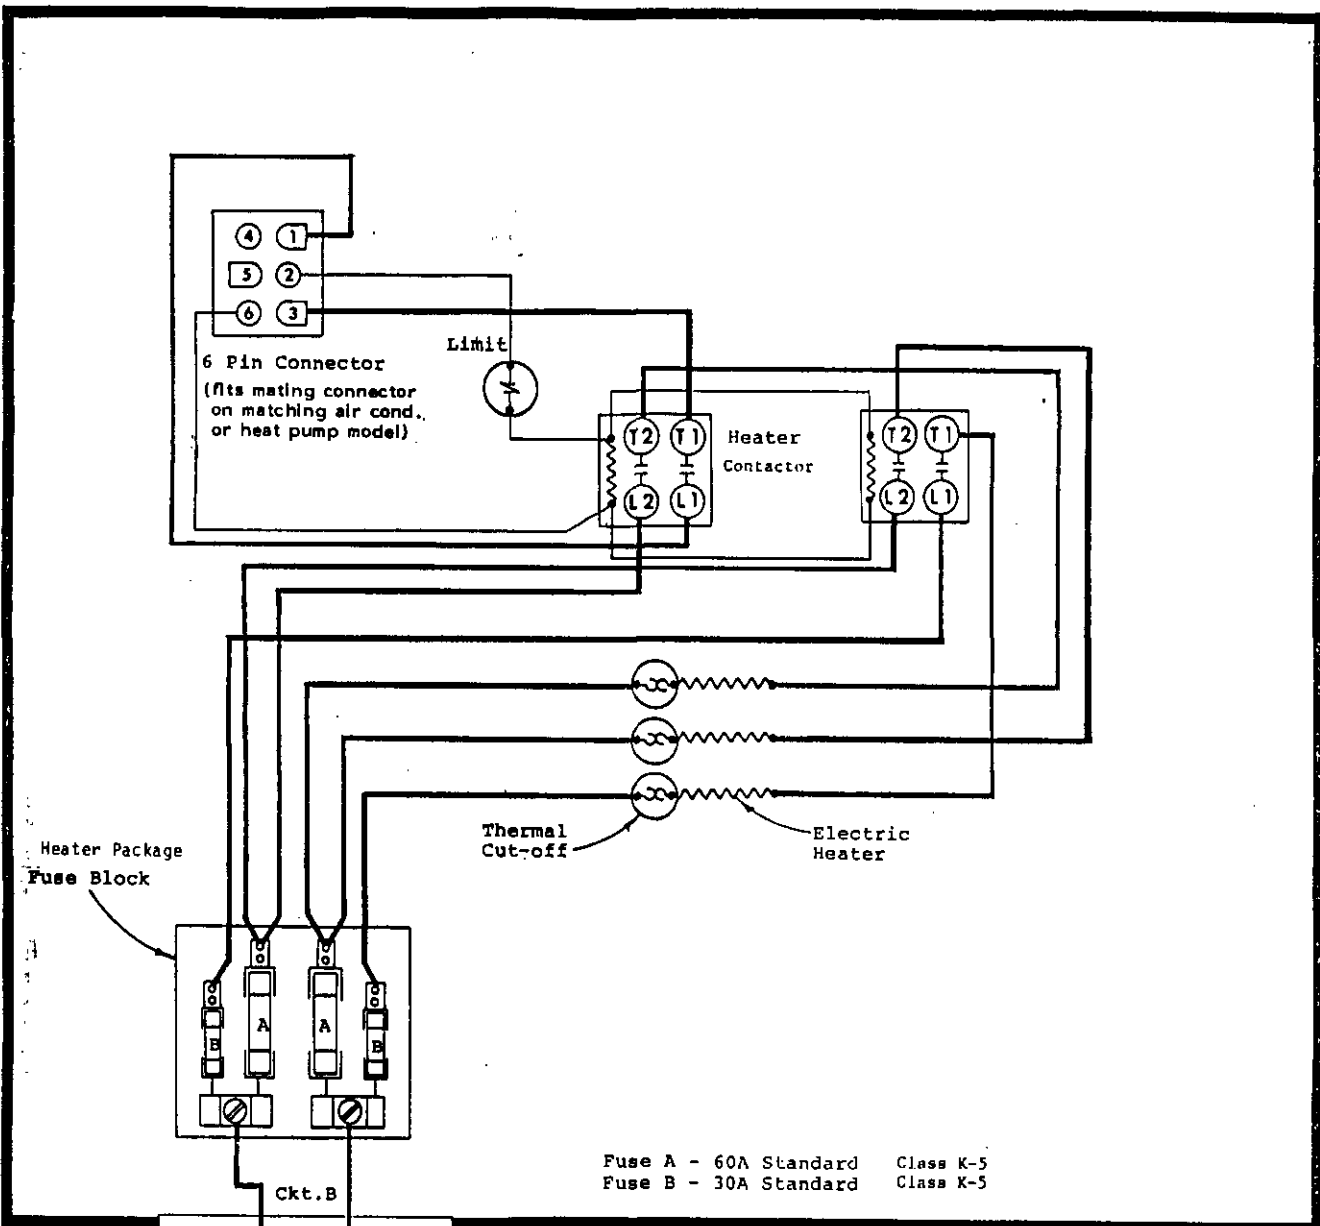 4 1
5 2
6 3
6 Pin Connector
(fits mating connector
on matching air cond.
or heat pump model)
Limit
T2 T1
L2 L1
Heater
Contactor
T2 T1
L2 L1
Thermal
Cut-off
Electric
Heater
Heater Package
Fuse Block
B A A B
Ckt.B
Fuse A - 60A Standard Class K-5
Fuse B - 30A Standard Class K-5